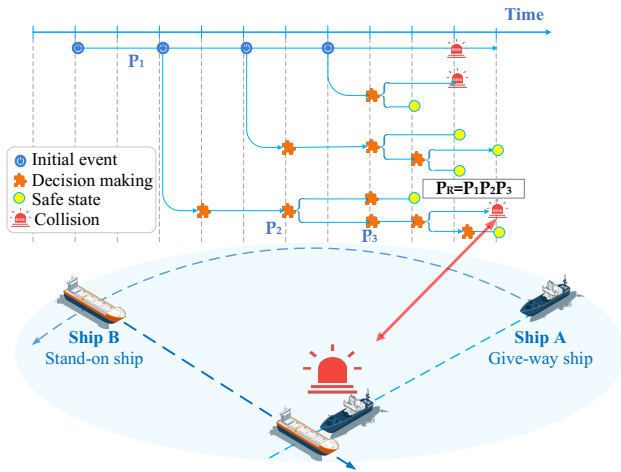 Time
P₁
Initial event
Decision making
Safe state
Collision
P_R=P₁P₂P₃
P₂
P₃
Ship B
Stand-on ship
Ship A
Give-way ship